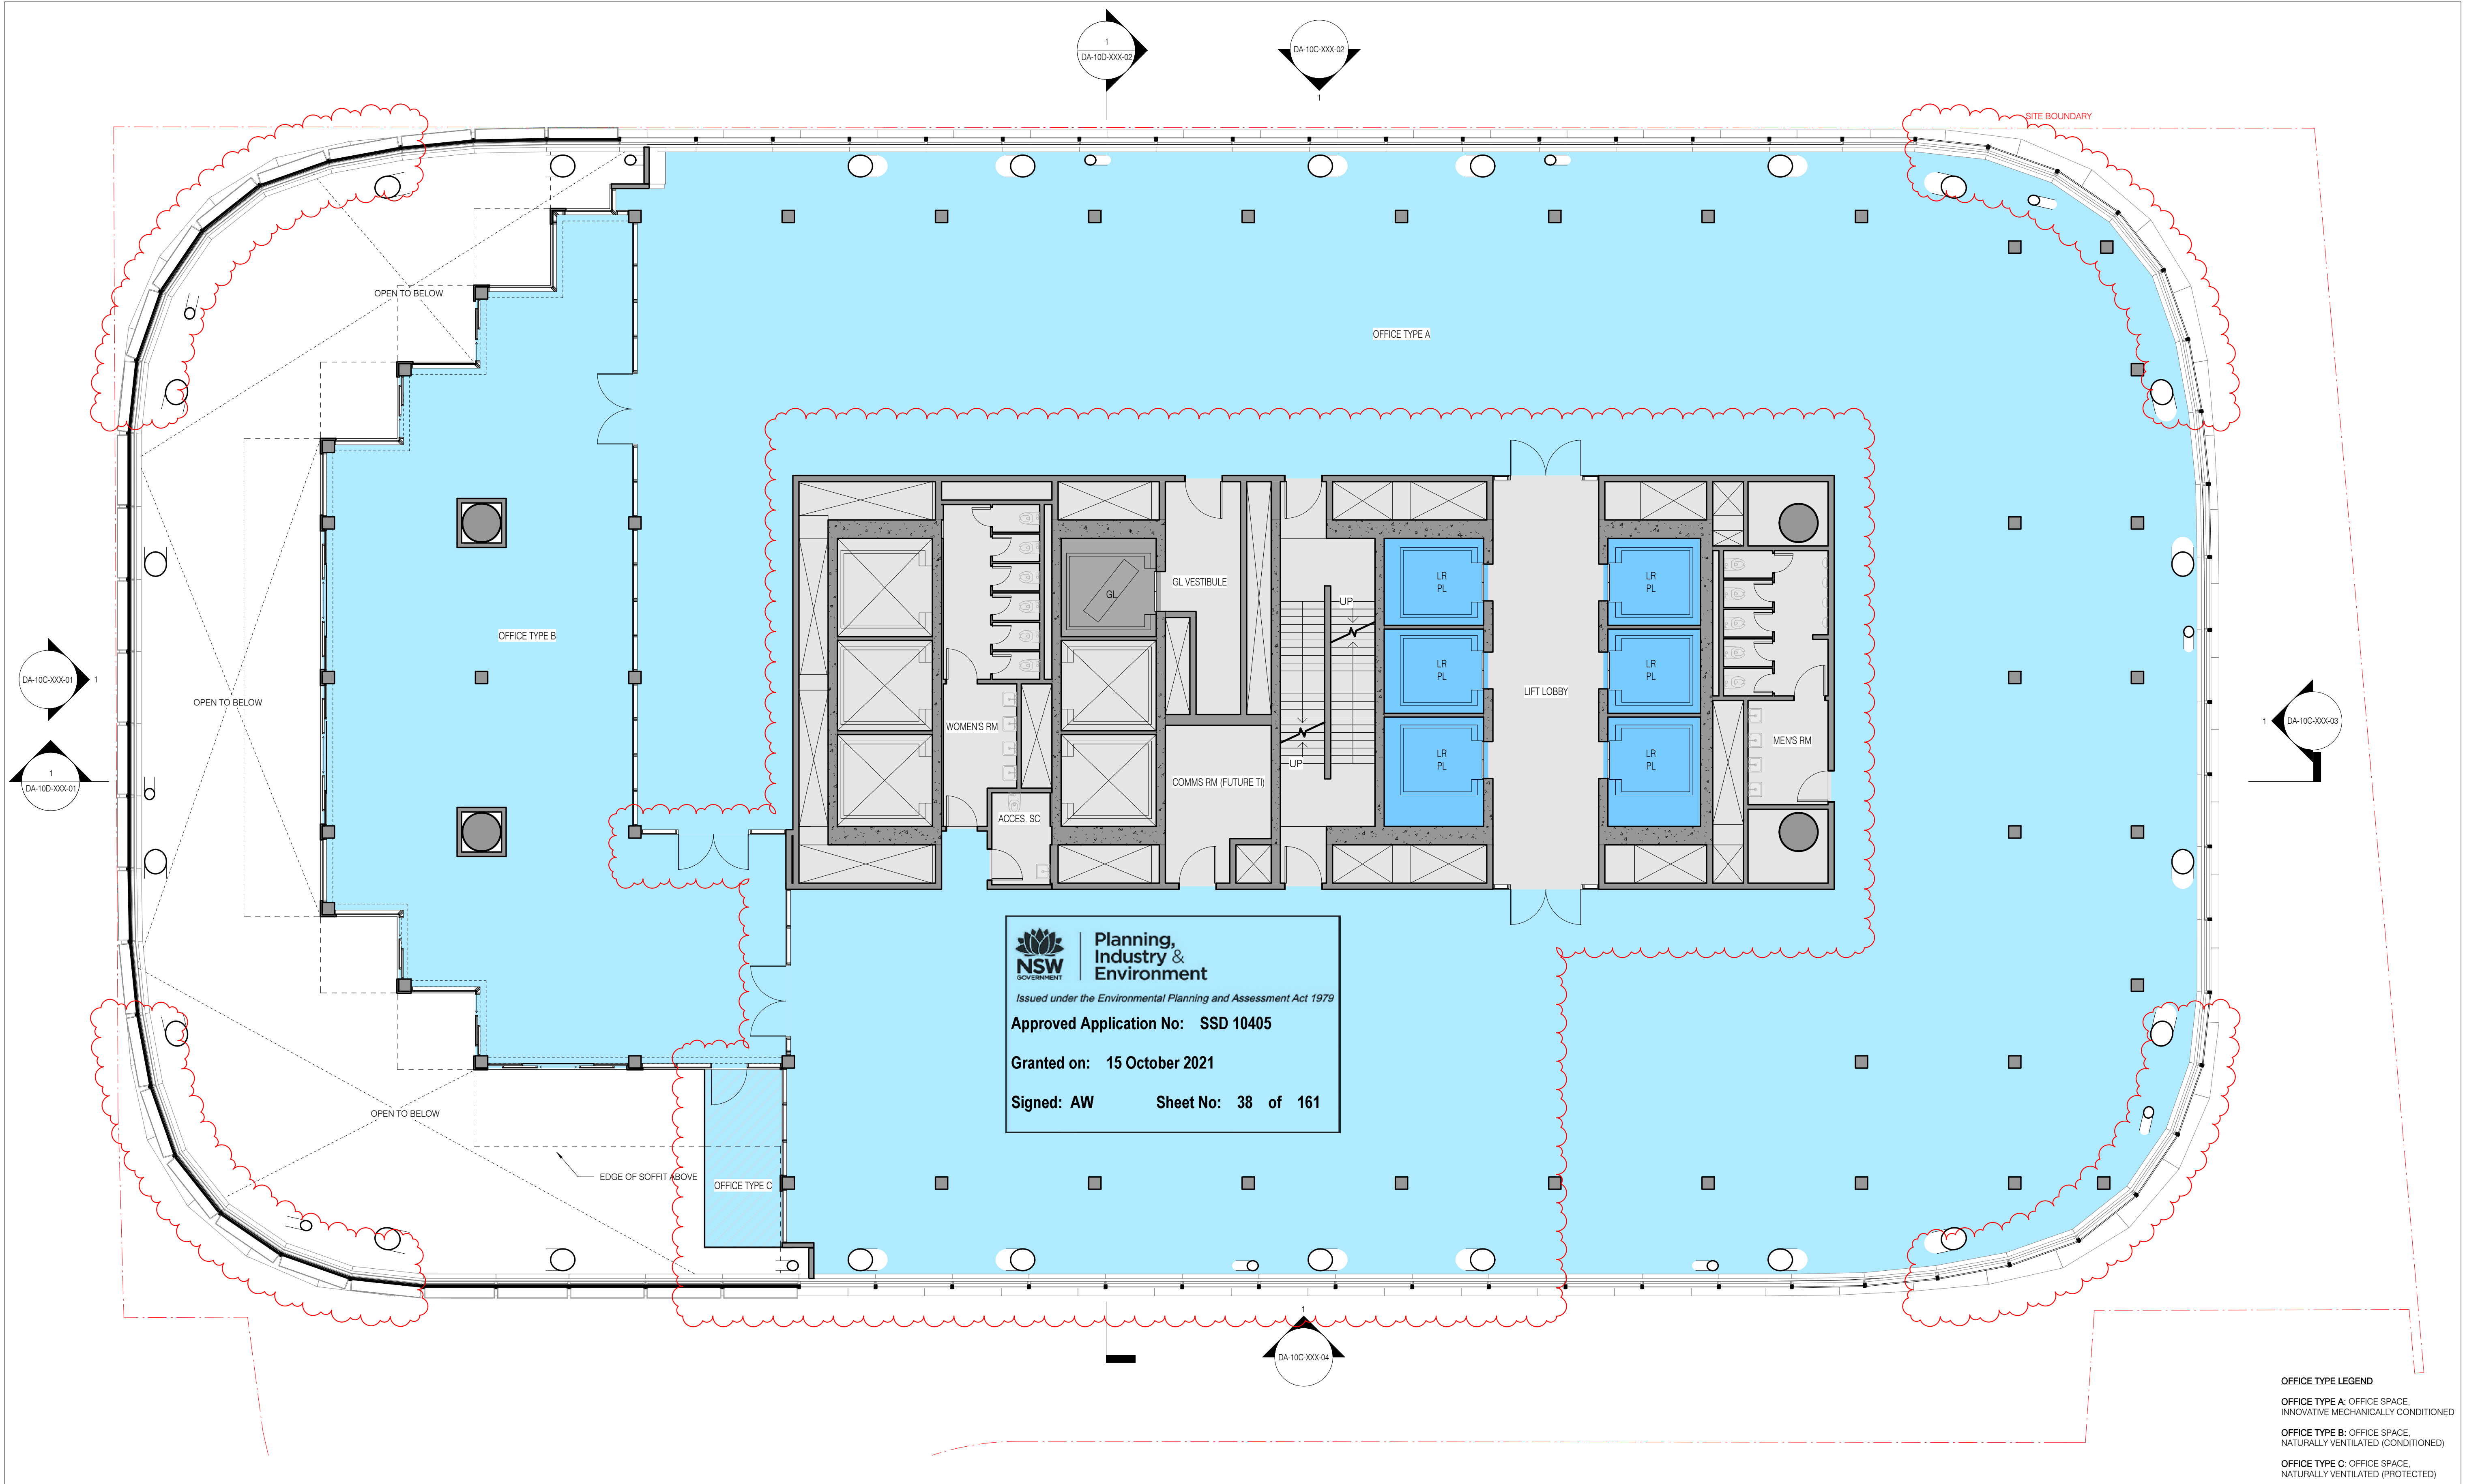 1
DA-10D-XXX-02
DA-10C-XXX-02
1
SITE BOUNDARY
OPEN TO BELOW
OFFICE TYPE A
GL VESTIBULE
GL
UP
LR
PL
LR
PL
OFFICE TYPE B
LR
PL
LR
PL
LIFT LOBBY
DA-10C-XXX-01
1
OPEN TO BELOW
WOMEN'S RM
MEN'S RM
DA-10C-XXX-03
1
LR
PL
LR
PL
UP
1
DA-10D-XXX-01
COMMS RM (FUTURE TI)
ACCES. SC
NSW
GOVERNMENT
Planning,
Industry &
Environment
Issued under the Environmental Planning and Assessment Act 1979
Approved Application No: SSD 10405
Granted on: 15 October 2021
Signed: AW Sheet No: 38 of 161
OPEN TO BELOW
EDGE OF SOFFIT ABOVE
OFFICE TYPE C
1
DA-10C-XXX-04
OFFICE TYPE LEGEND
OFFICE TYPE A: OFFICE SPACE,
INNOVATIVE MECHANICALLY CONDITIONED
OFFICE TYPE B: OFFICE SPACE,
NATURALLY VENTILATED (CONDITIONED)
OFFICE TYPE C: OFFICE SPACE,
NATURALLY VENTILATED (PROTECTED)